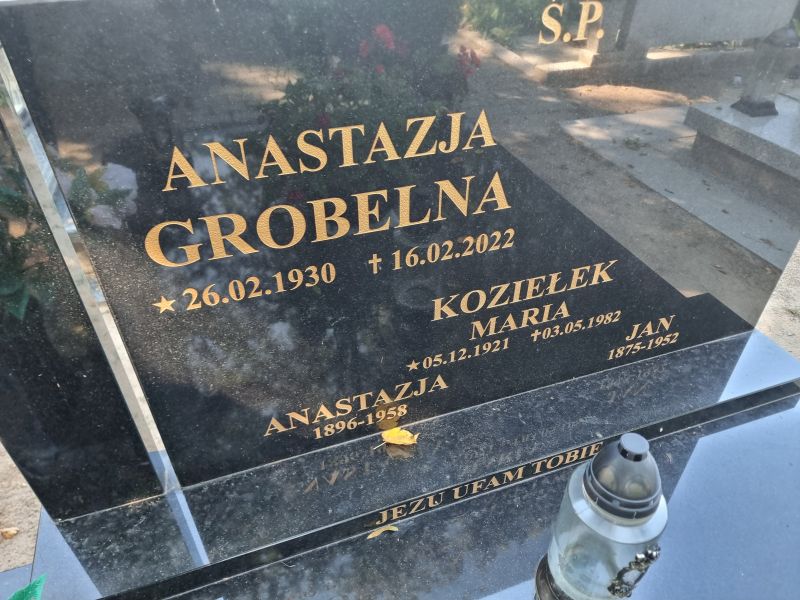 Ś.P.
ANASTAZJA
GROBELNA
★ 26.02.1930 ✝ 16.02.2022
KOZIEŁEK
MARIA
★ 05.12.1921 ✝ 03.05.1982
JAN
1875-1952
ANASTAZJA
1896-1958
JEZU UFAM TOBIE